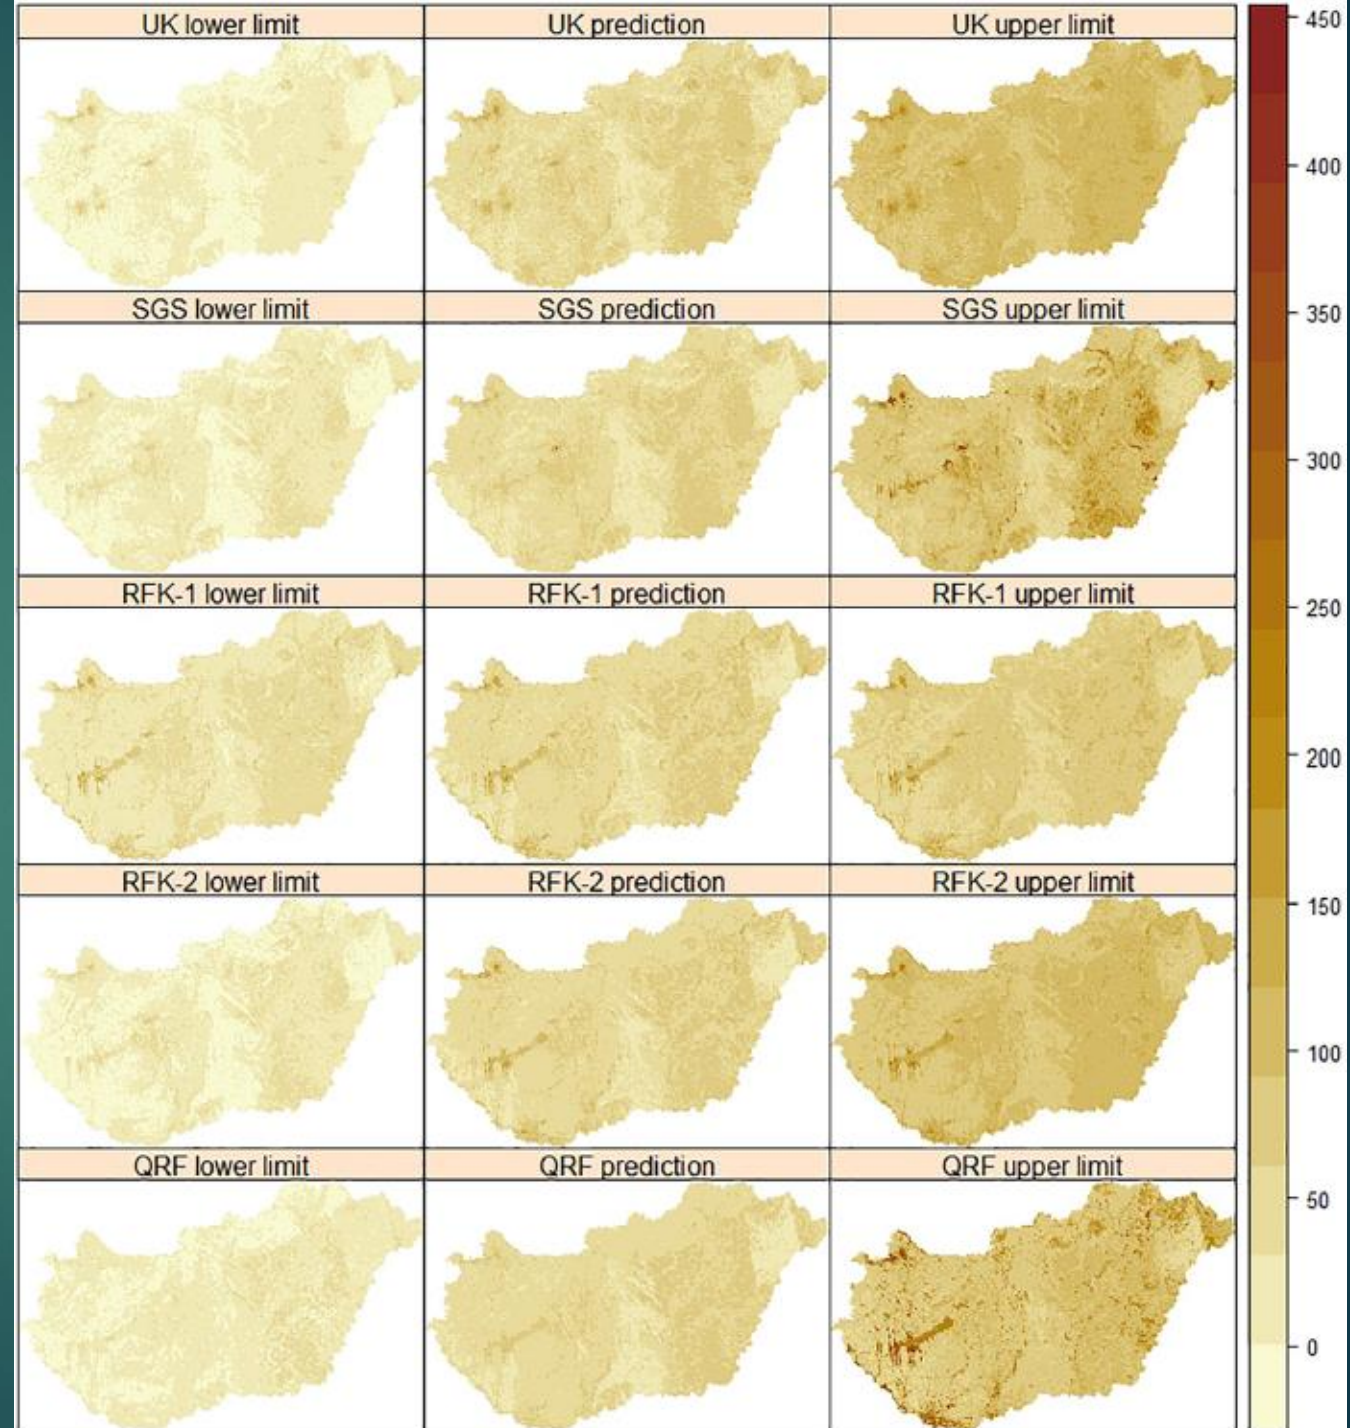 UK lower limit
UK prediction
UK upper limit
SGS lower limit
SGS prediction
SGS upper limit
RFK-1 lower limit
RFK-1 prediction
RFK-1 upper limit
RFK-2 lower limit
RFK-2 prediction
RFK-2 upper limit
QRF lower limit
QRF prediction
QRF upper limit
450
400
350
300
250
200
150
100
50
0